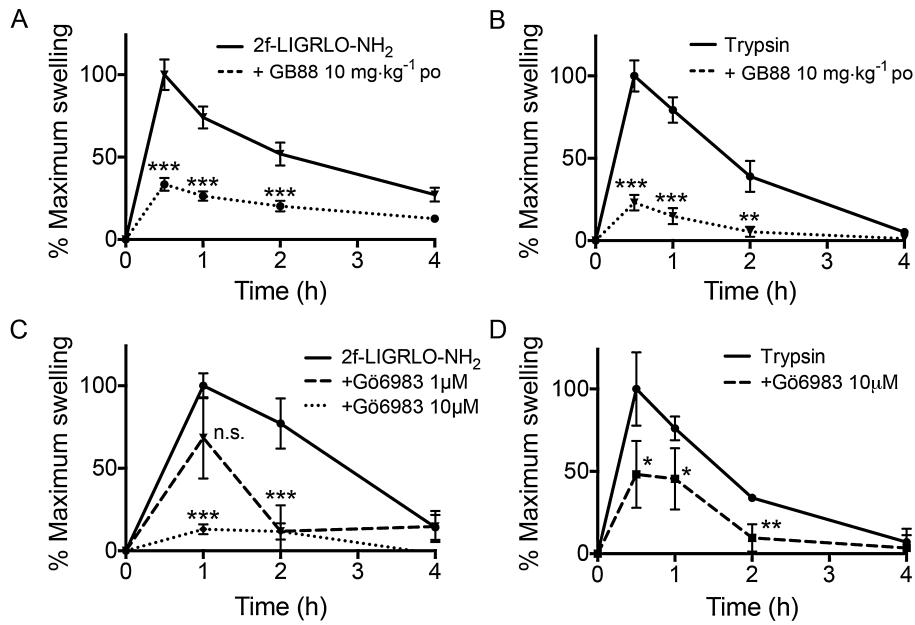 A
% Maximum swelling
2f-LIGRLO-NH2
+ GB88 10 mg·kg-1 po
100
50
0
***
***
***
0 1 2 3 4
Time (h)
B
% Maximum swelling
Trypsin
+ GB88 10 mg·kg-1 po
100
50
0
***
***
**
0 1 2 3 4
Time (h)
C
% Maximum swelling
2f-LIGRLO-NH2
+Gö6983 1µM
+Gö6983 10µM
100
50
0
n.s.
***
***
0 1 2 3 4
Time (h)
D
% Maximum swelling
Trypsin
+Gö6983 10µM
100
50
0
*
*
**
0 1 2 3 4
Time (h)